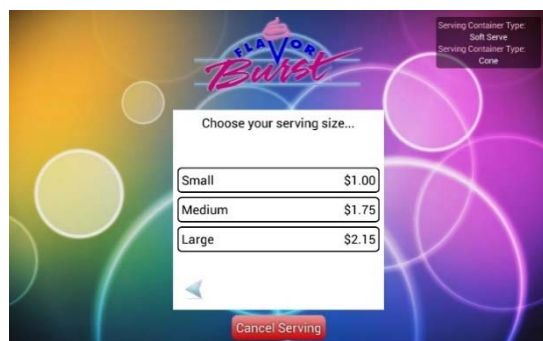 FLAVOR
Burst
Serving Container Type:
Soft Serve
Serving Container Type:
Cone
Choose your serving size...
Small $1.00
Medium $1.75
Large $2.15
Cancel Serving